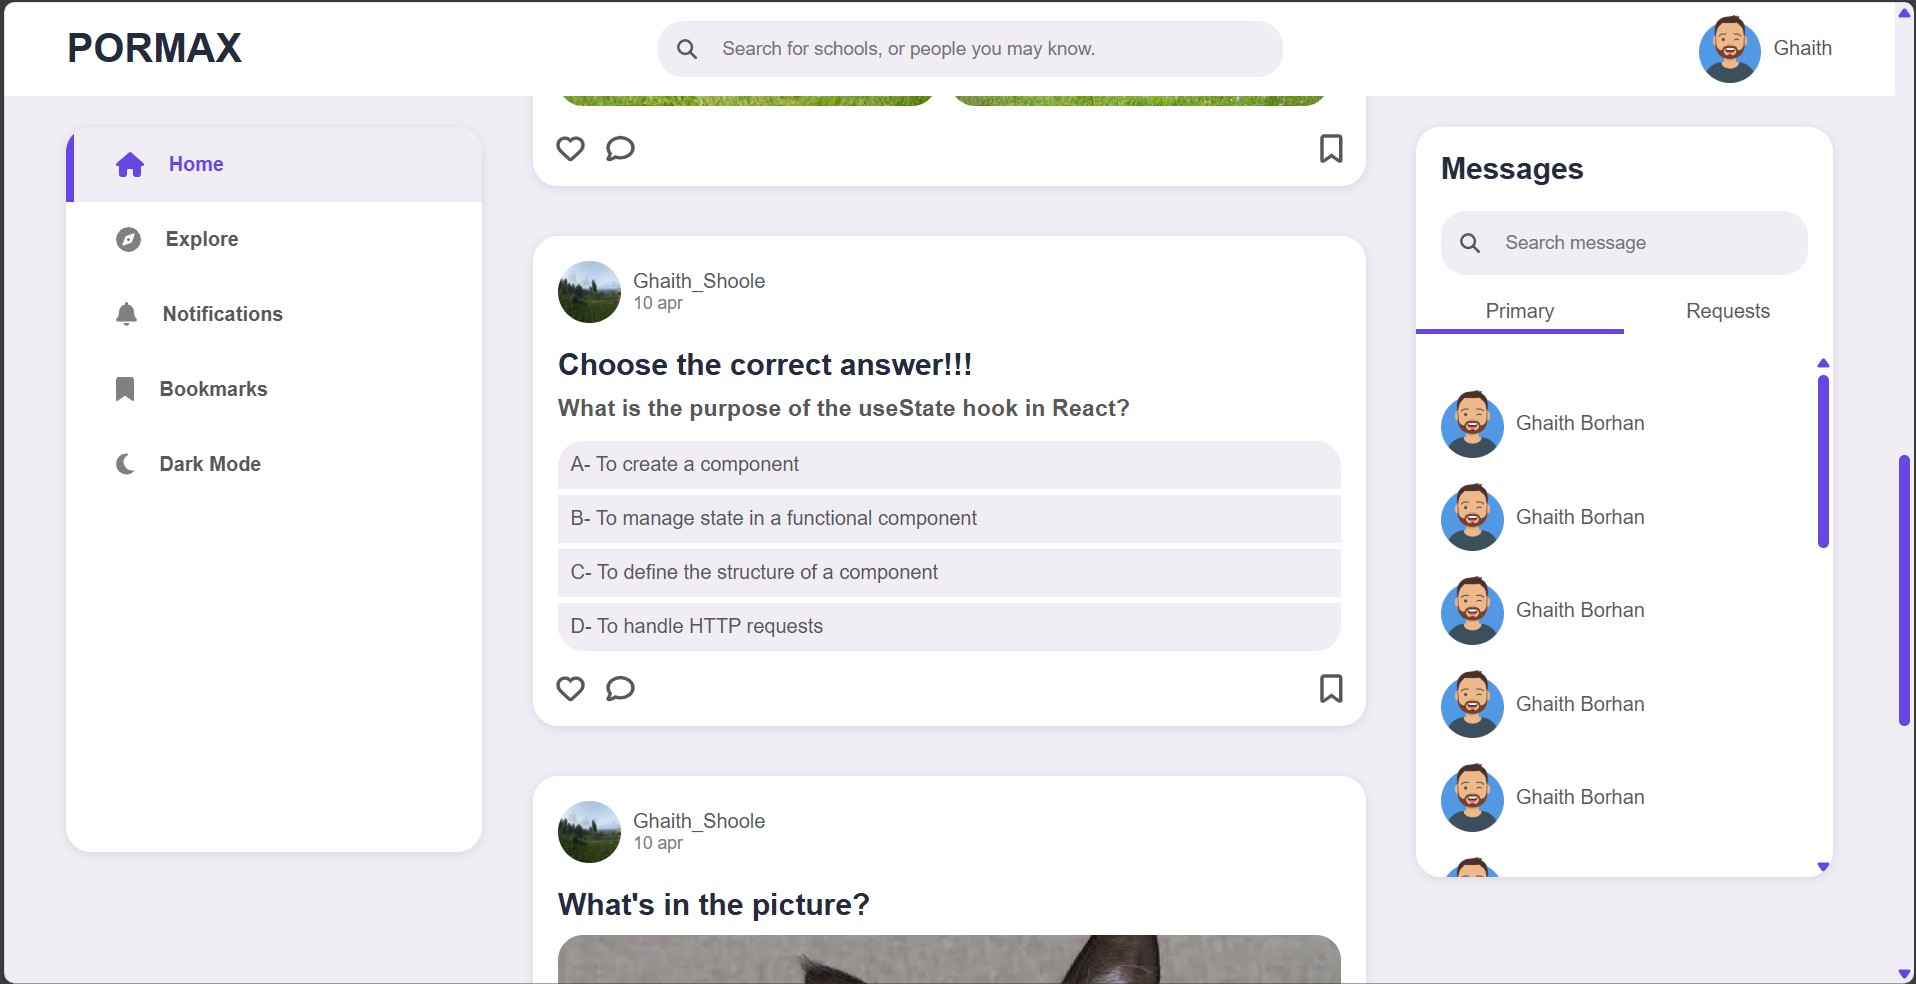 PORMAX
Search for schools, or people you may know.
Ghaith
Home
Explore
Notifications
Bookmarks
Dark Mode
Ghaith_Shoole
10 apr
Choose the correct answer!!!
What is the purpose of the useState hook in React?
A- To create a component
B- To manage state in a functional component
C- To define the structure of a component
D- To handle HTTP requests
Ghaith_Shoole
10 apr
What's in the picture?
Messages
Search message
Primary
Requests
Ghaith Borhan
Ghaith Borhan
Ghaith Borhan
Ghaith Borhan
Ghaith Borhan